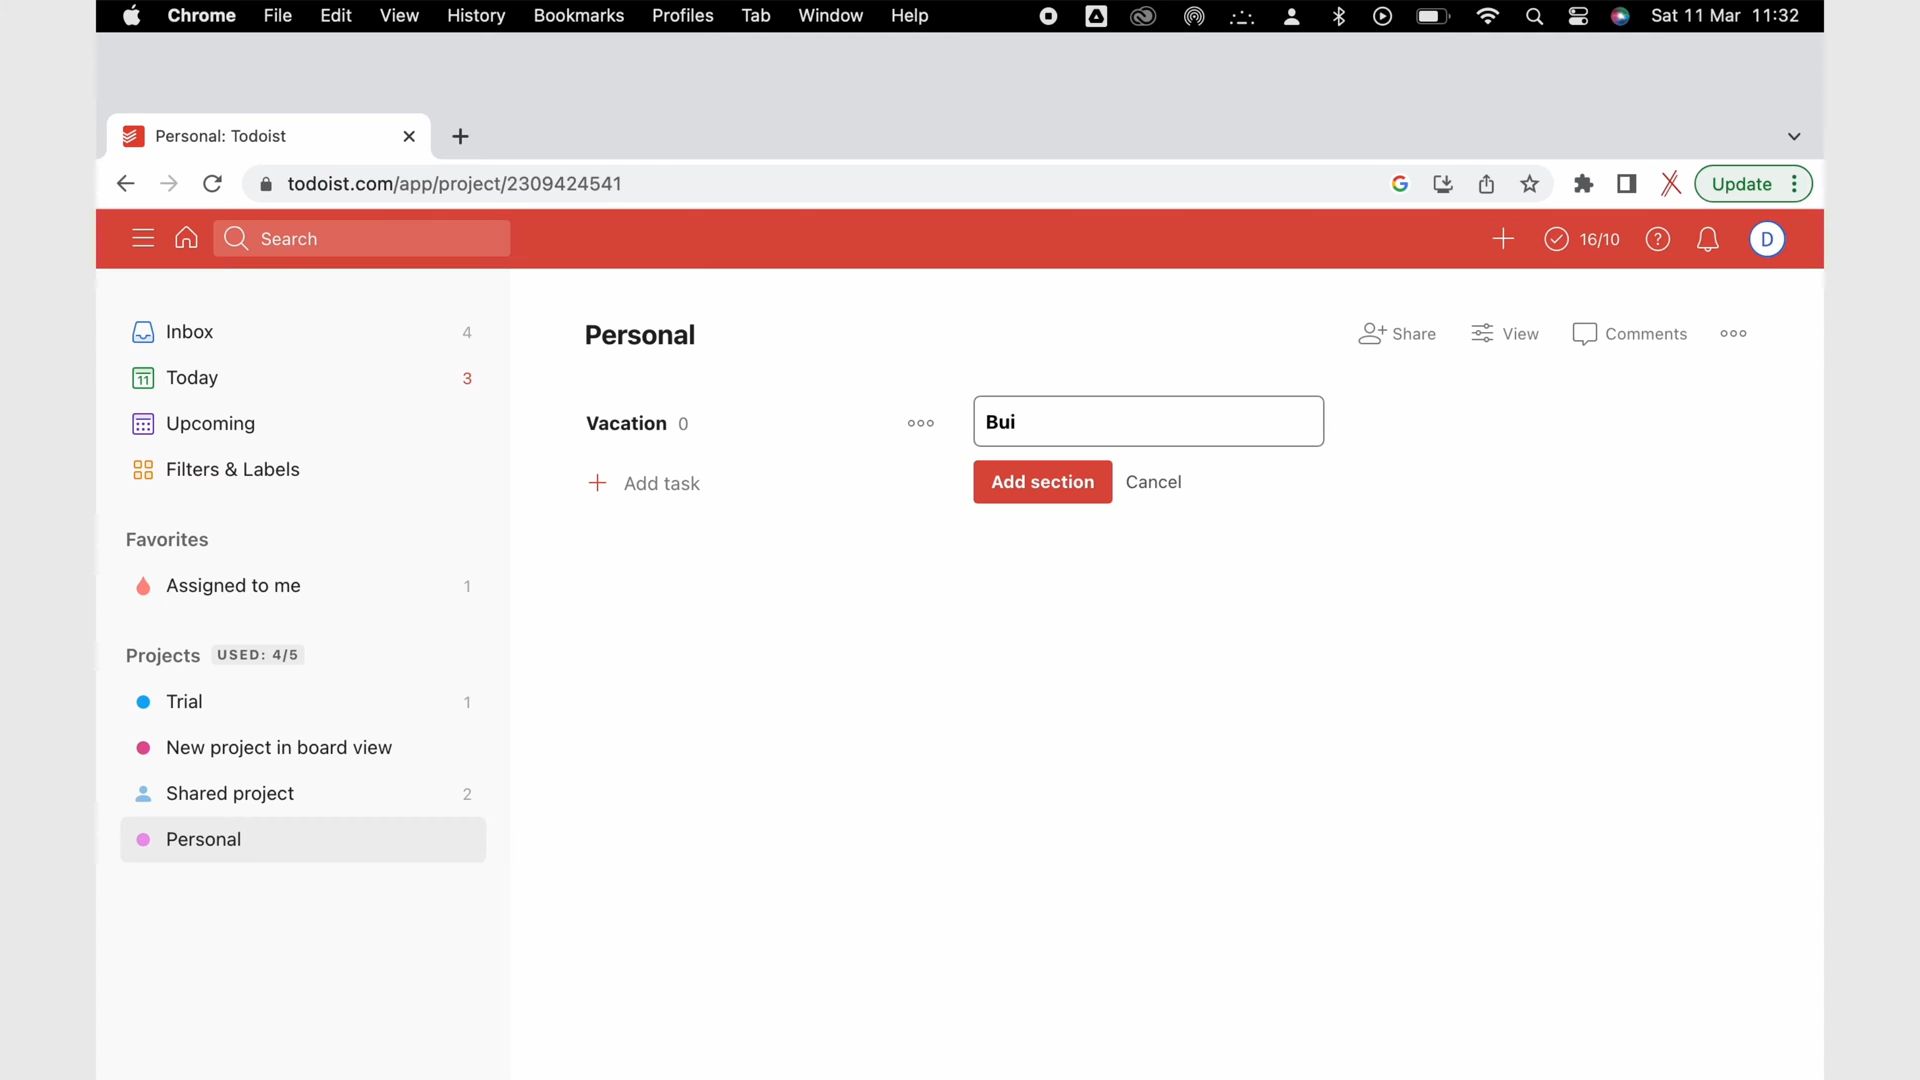 Chrome File Edit View History Bookmarks Profiles Tab Window Help Sat 11 Mar 11:32
Personal: Todoist
todoist.com/app/project/2309424541 Update
Search 16/10 D
Inbox 4
11 Today 3
Upcoming
Filters & Labels
Favorites
Assigned to me 1
Projects USED: 4/5
Trial 1
New project in board view
Shared project 2
Personal
Personal Share View Comments
Vacation 0
Add task
Bui
Add section Cancel